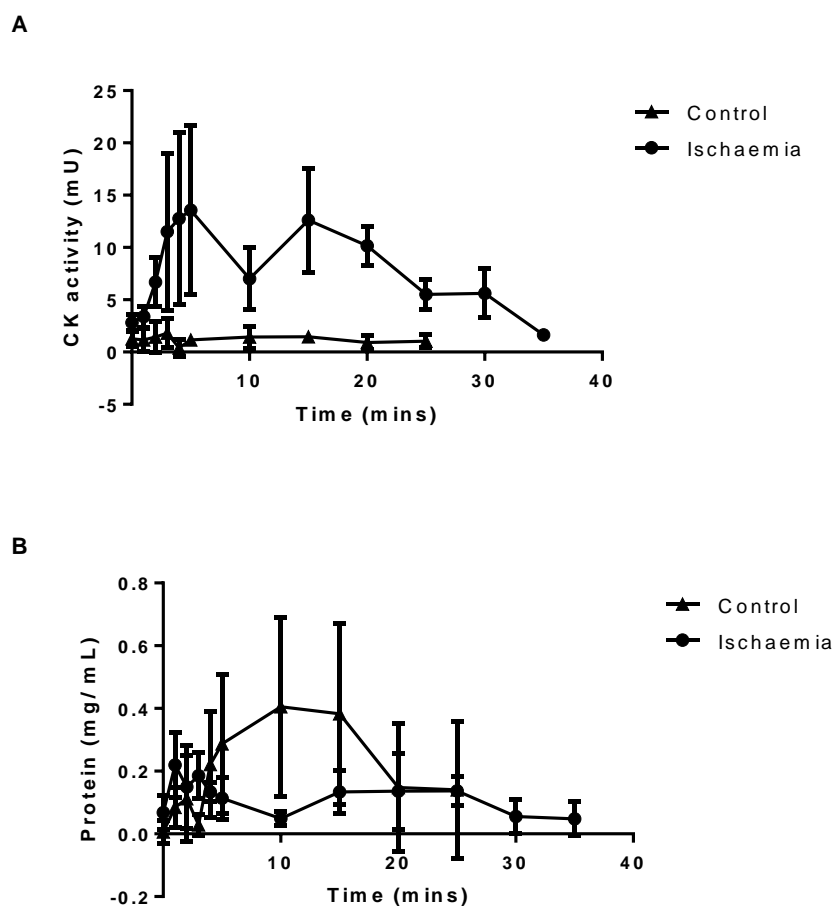 A
25
20
15
10
5
0
-5
CK activity (mU)
10 20 30 40
Time (mins)
Control
Ischaemia
B
0.8
0.6
0.4
0.2
0.0
-0.2
Protein (mg/mL)
10 20 30 40
Time (mins)
Control
Ischaemia